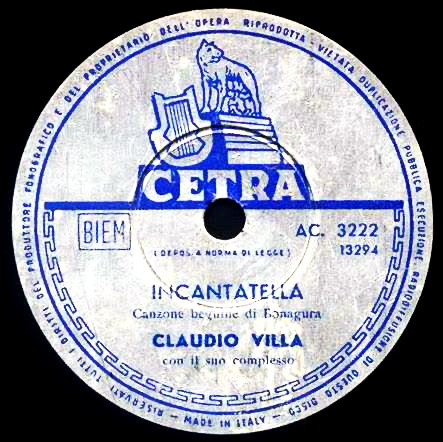 RISERVATI TUTTI I DIRITTI DEL PRODUTTORE FONOGRAFICO E DEL PROPRIETARIO DELL'OPERA RIPRODOTTA - VIETATA DUPLICAZIONE PUBBLICA ESECUZIONE RADIODIFFUSIONE DI QUESTO DISCO
CETRA
BIEM
AC. 3222
(DEPOS. A NORMA DI LEGGE)
13294
INCANTATELLA
Canzone beguine di Bonagura
CLAUDIO VILLA
con il suo complesso
MADE IN ITALY